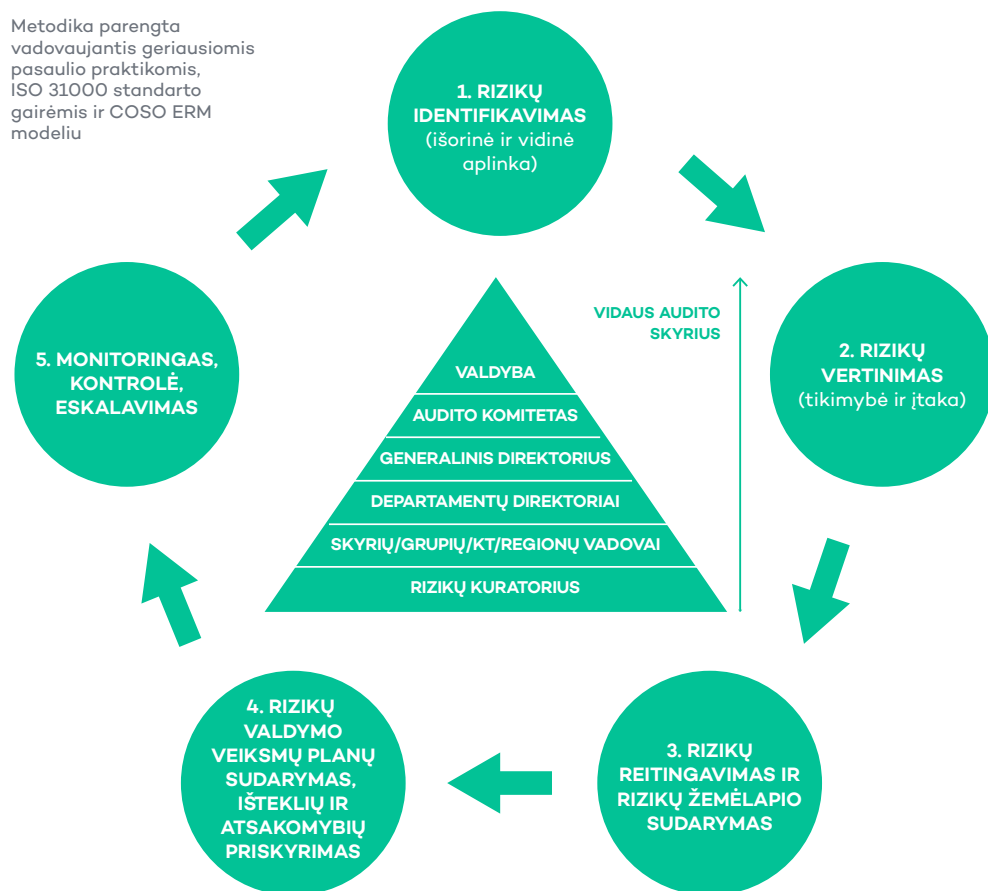 Metodika parengta
vadovaujantis geriausiomis
pasaulio praktikomis,
ISO 31000 standarto
gairėmis ir COSO ERM
modeliu
1. RIZIKŲ
IDENTIFIKAVIMAS
(išorinė ir vidinė
aplinka)
2. RIZIKŲ
VERTINIMAS
(tikimybė ir įtaka)
3. RIZIKŲ
REITINGAVIMAS IR
RIZIKŲ ŽEMĖLAPIO
SUDARYMAS
4. RIZIKŲ
VALDYMO
VEIKSMŲ PLANŲ
SUDARYMAS,
IŠTEKLIŲ IR
ATSAKOMYBIŲ
PRISKYRIMAS
5. MONITORINGAS,
KONTROLĖ,
ESKALAVIMAS
VIDAUS AUDITO
SKYRIUS
VALDYBA
AUDITO KOMITETAS
GENERALINIS DIREKTORIUS
DEPARTAMENTŲ DIREKTORIAI
SKYRIŲ/GRUPIŲ/KT/REGIONŲ VADOVAI
RIZIKŲ KURATORIUS